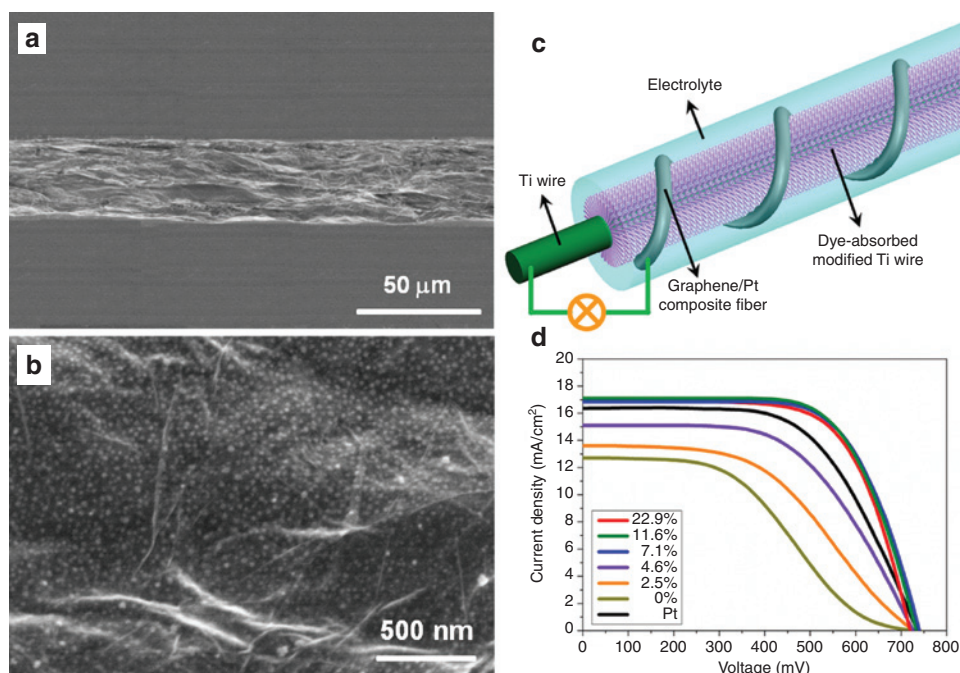 a
50 μm
b
500 nm
c
Electrolyte
Ti wire
Dye-absorbed
modified Ti wire
Graphene/Pt
composite fiber
d
Current density (mA/cm²)
20
18
16
14
12
10
8
6
4
2
0
22.9%
11.6%
7.1%
4.6%
2.5%
0%
Pt
0 100 200 300 400 500 600 700 800
Voltage (mV)